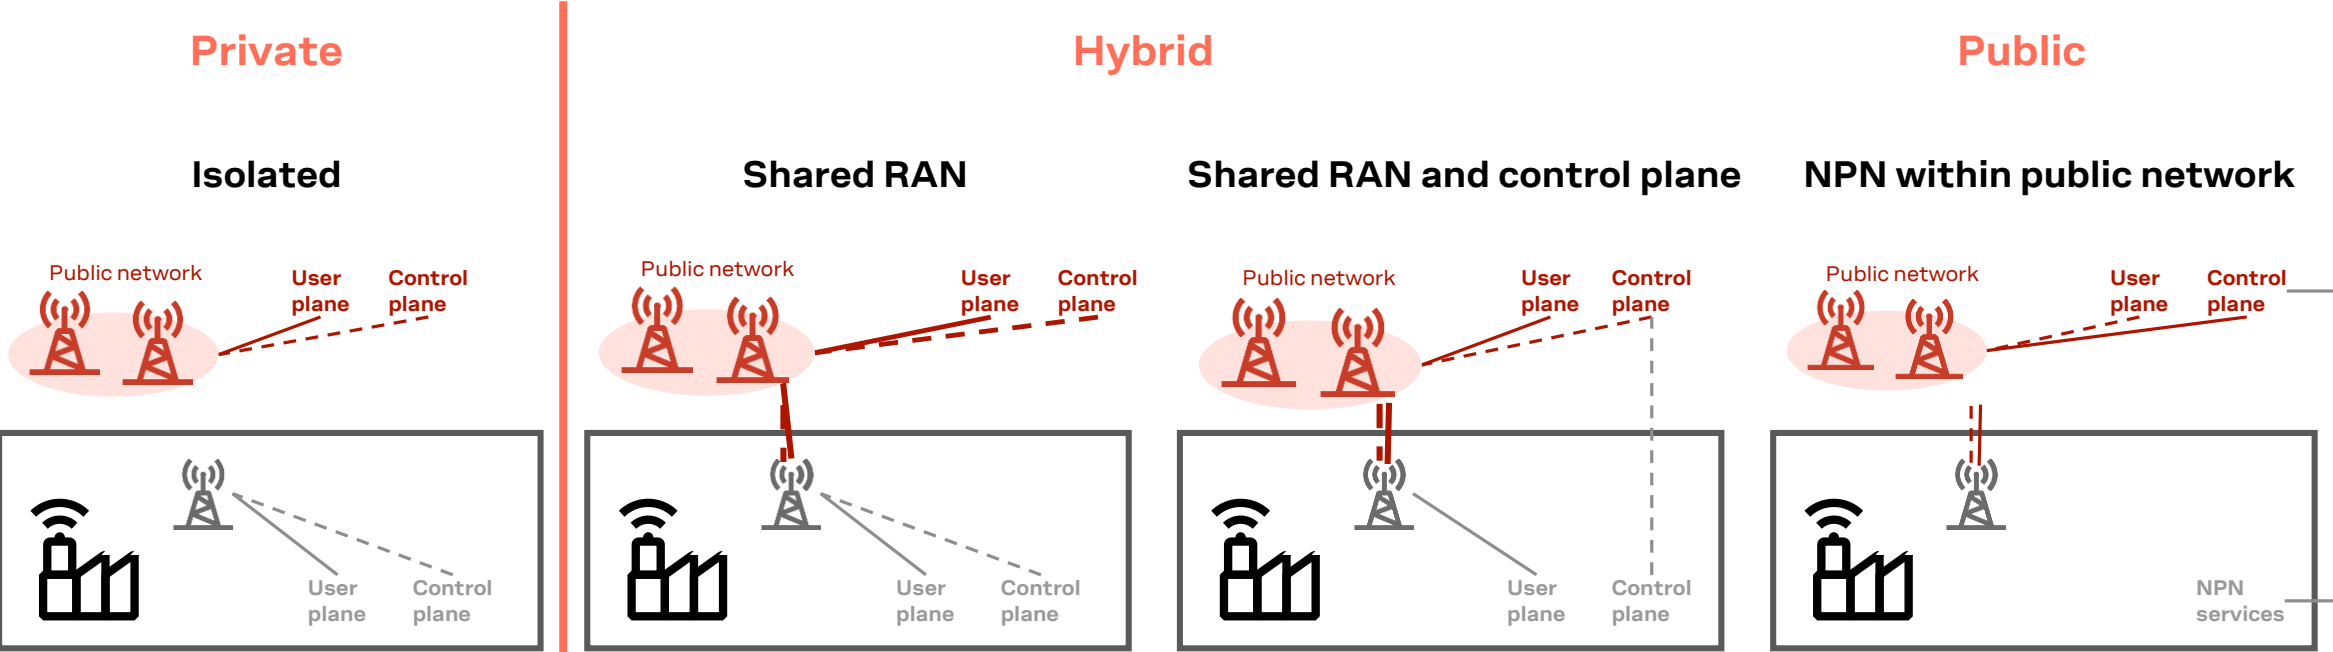 Private
Hybrid
Public
Isolated
Shared RAN
Shared RAN and control plane
NPN within public network
Public network
User
plane
Control
plane
User
plane
Control
plane
Public network
User
plane
Control
plane
User
plane
Control
plane
Public network
User
plane
Control
plane
User
plane
Control
plane
Public network
User
plane
Control
plane
NPN
services